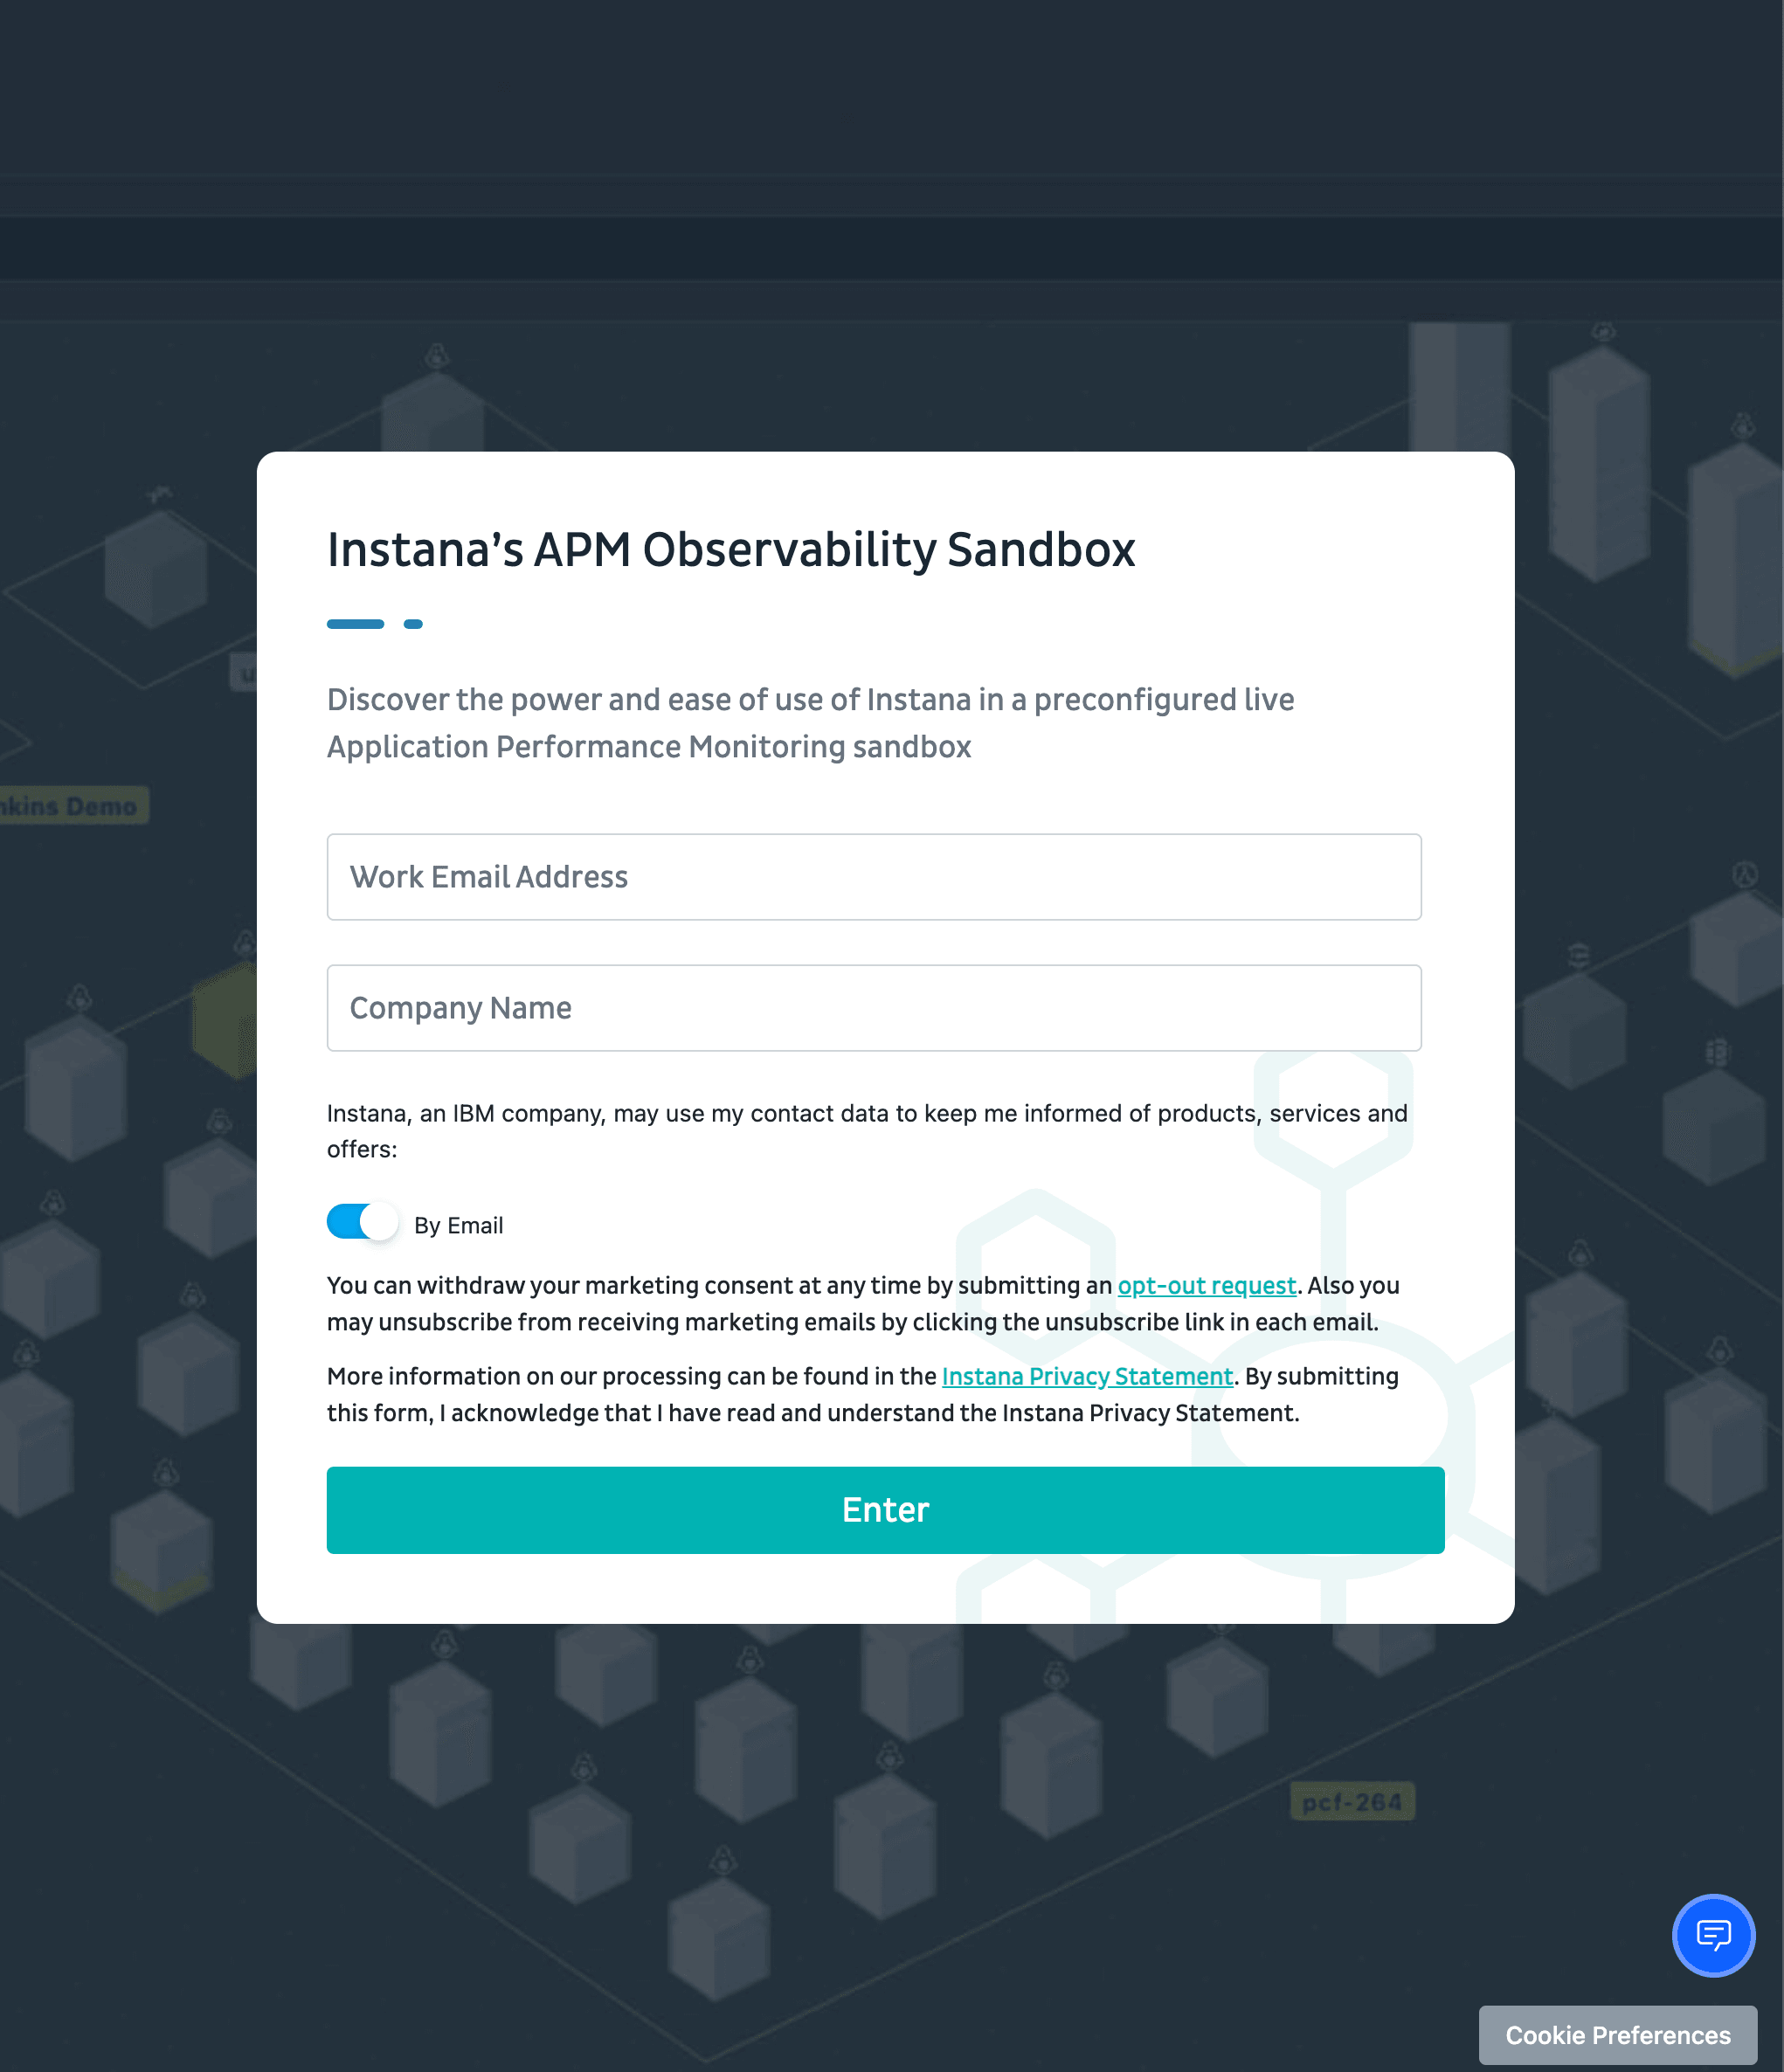 Instana’s APM Observability Sandbox
Discover the power and ease of use of Instana in a preconfigured live
Application Performance Monitoring sandbox
nkins Demo
Work Email Address
Company Name
Instana, an IBM company, may use my contact data to keep me informed of products, services and
offers:
By Email
You can withdraw your marketing consent at any time by submitting an opt-out request. Also you
may unsubscribe from receiving marketing emails by clicking the unsubscribe link in each email.
More information on our processing can be found in the Instana Privacy Statement. By submitting
this form, I acknowledge that I have read and understand the Instana Privacy Statement.
Enter
pcf-264
Cookie Preferences